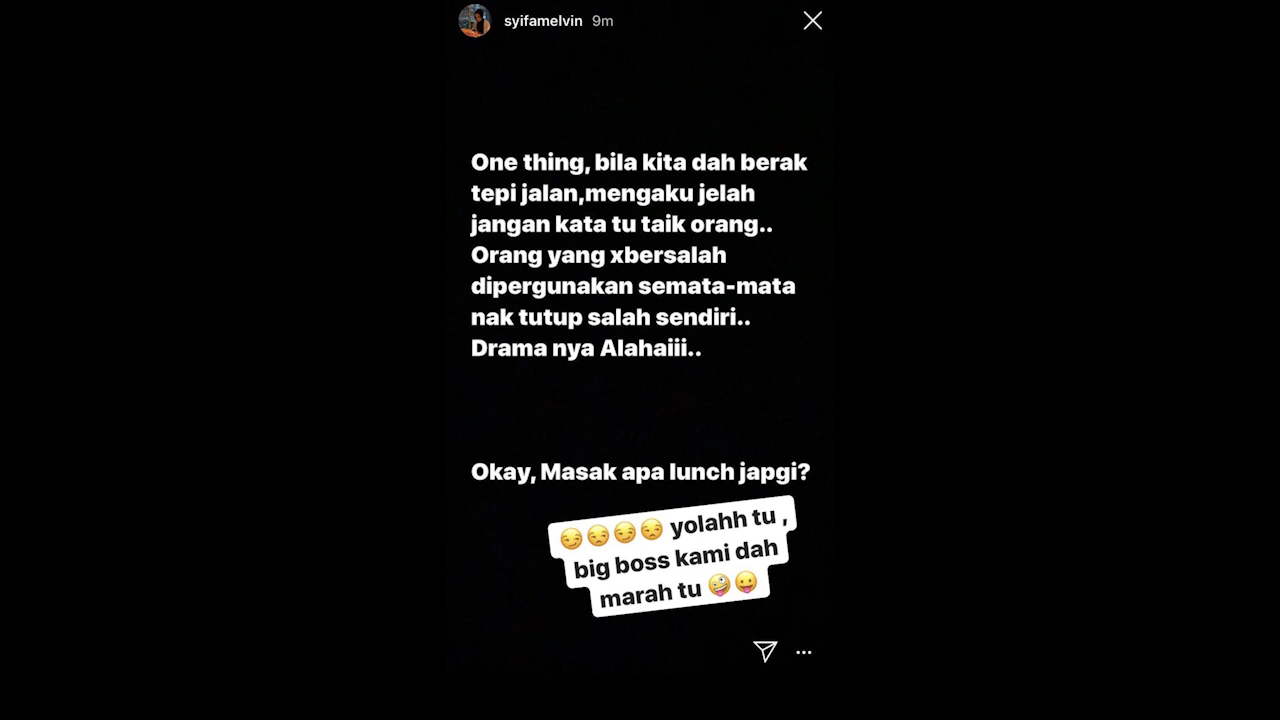 syifamelvin 9m
One thing, bila kita dah berak
tepi jalan,mengaku jelah
jangan kata tu taik orang..
Orang yang xbersalah
dipergunakan semata-mata
nak tutup salah sendiri..
Drama nya Alahaiii..
Okay, Masak apa lunch japgi?
😏😒😏😒 yolahh tu ,
big boss kami dah
marah tu 🤪😛